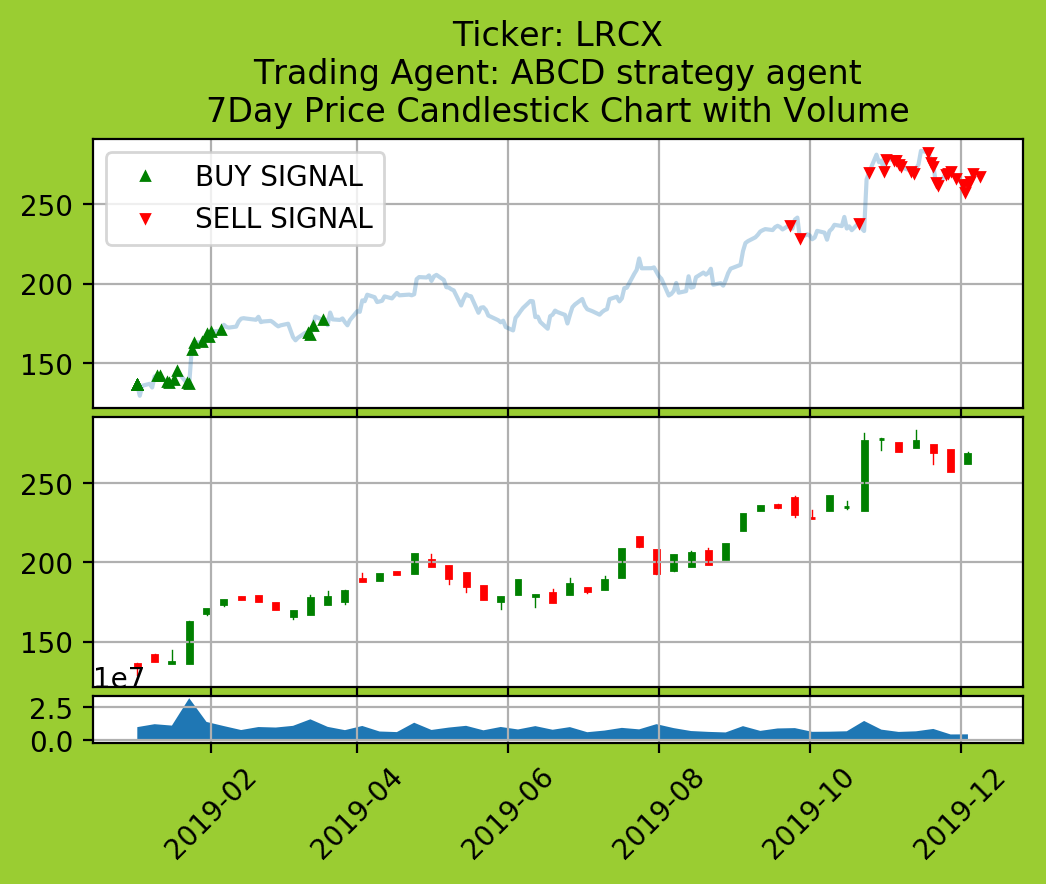 Ticker: LRCX
Trading Agent: ABCD strategy agent
7Day Price Candlestick Chart with Volume
BUY SIGNAL
SELL SIGNAL
250
200
150
250
200
150
1e7
2.5
0.0
2019-02
2019-04
2019-06
2019-08
2019-10
2019-12